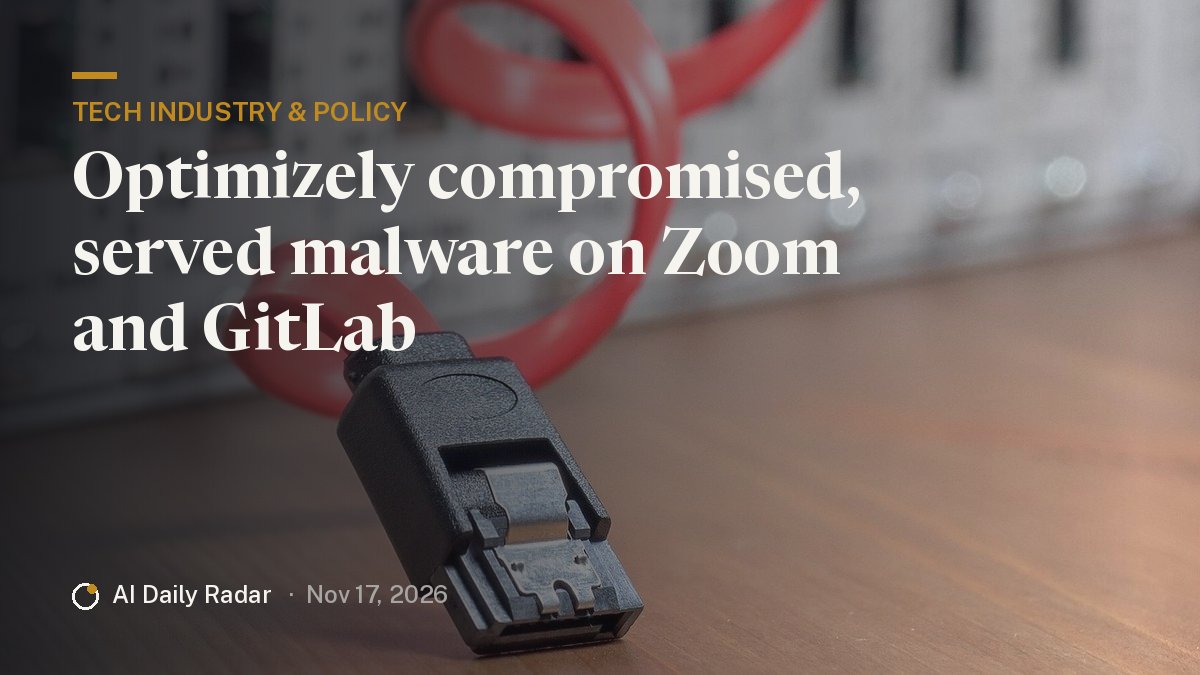 TECH INDUSTRY & POLICY
Optimizely compromised,
served malware on Zoom
and GitLab
AI Daily Radar · Nov 17, 2026